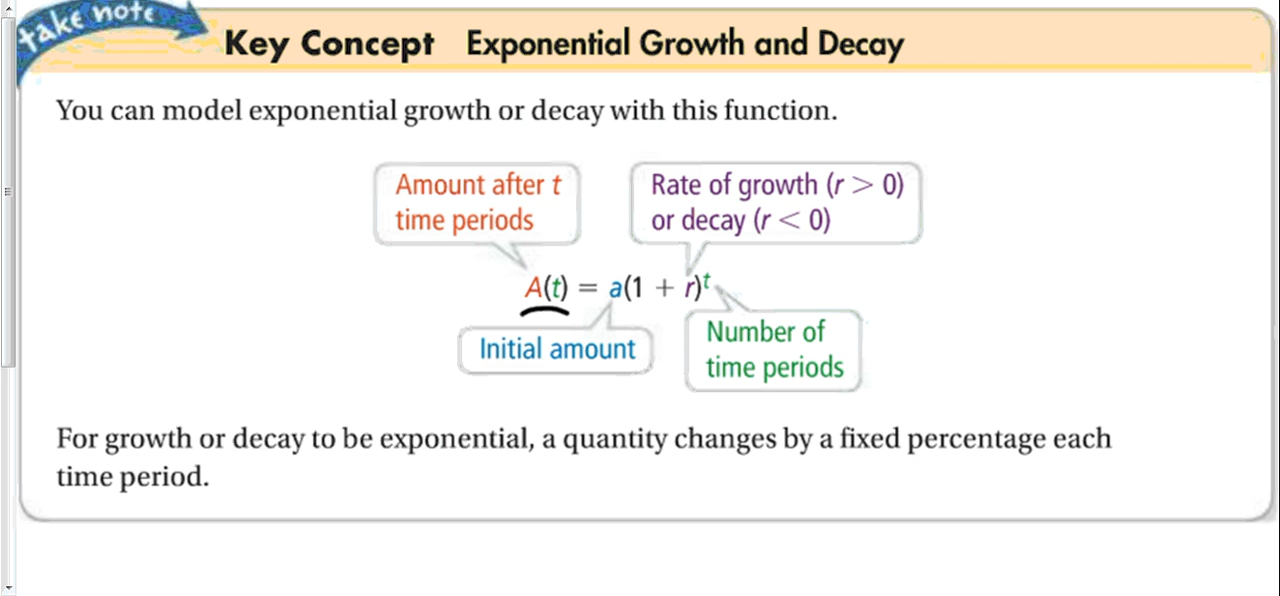 take note
Key Concept Exponential Growth and Decay
You can model exponential growth or decay with this function.
Amount after t
time periods
Rate of growth (r > 0)
or decay (r < 0)
A(t) = a(1 + r)^t
Initial amount
Number of
time periods
For growth or decay to be exponential, a quantity changes by a fixed percentage each
time period.